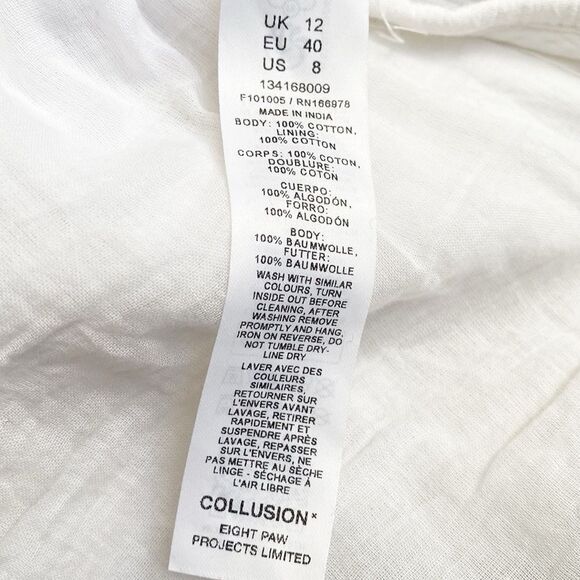 UK 12
EU 40
US 8
134168009
F101005 / RN166978
MADE IN INDIA
BODY: 100% COTTON,
LINING:
100% COTTON
CORPS: 100% COTON,
DOUBLURE:
100% COTON
CUERPO:
100% ALGODÓN,
FORRO:
100% ALGODÓN
BODY:
100% BAUMWOLLE,
FUTTER:
100% BAUMWOLLE
WASH WITH SIMILAR
COLOURS, TURN
INSIDE OUT BEFORE
CLEANING, AFTER
WASHING REMOVE
PROMPTLY AND HANG,
IRON ON REVERSE, DO
NOT TUMBLE DRY-
LINE DRY
LAVER AVEC DES
COULEURS
SIMILAIRES,
RETOURNER SUR
L'ENVERS AVANT
LAVAGE, RETIRER
RAPIDEMENT ET
SUSPENDRE APRÈS
LAVAGE, REPASSER
SUR L'ENVERS, NE
PAS METTRE AU SÈCHE
LINGE - SÉCHAGE À
L'AIR LIBRE
COLLUSION×
EIGHT PAW
PROJECTS LIMITED